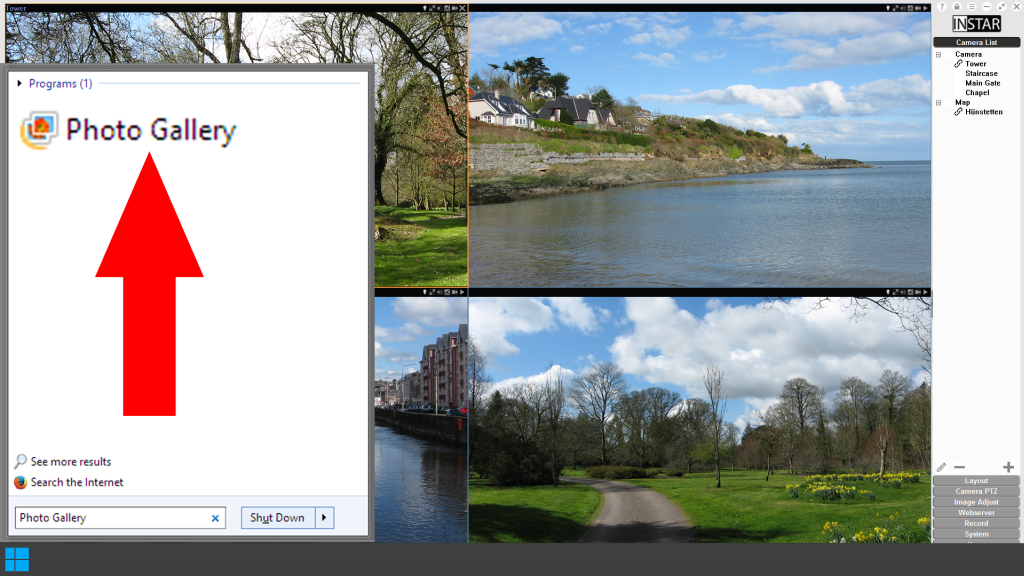 Tower
Programs (1)
Photo Gallery
See more results
Search the Internet
Photo Gallery
Shut Down
INSTAR
Camera List
Camera
Tower
Staircase
Main Gate
Chapel
Map
Hünstetten
Layout
Camera PTZ
Image Adjust
Webserver
Record
System